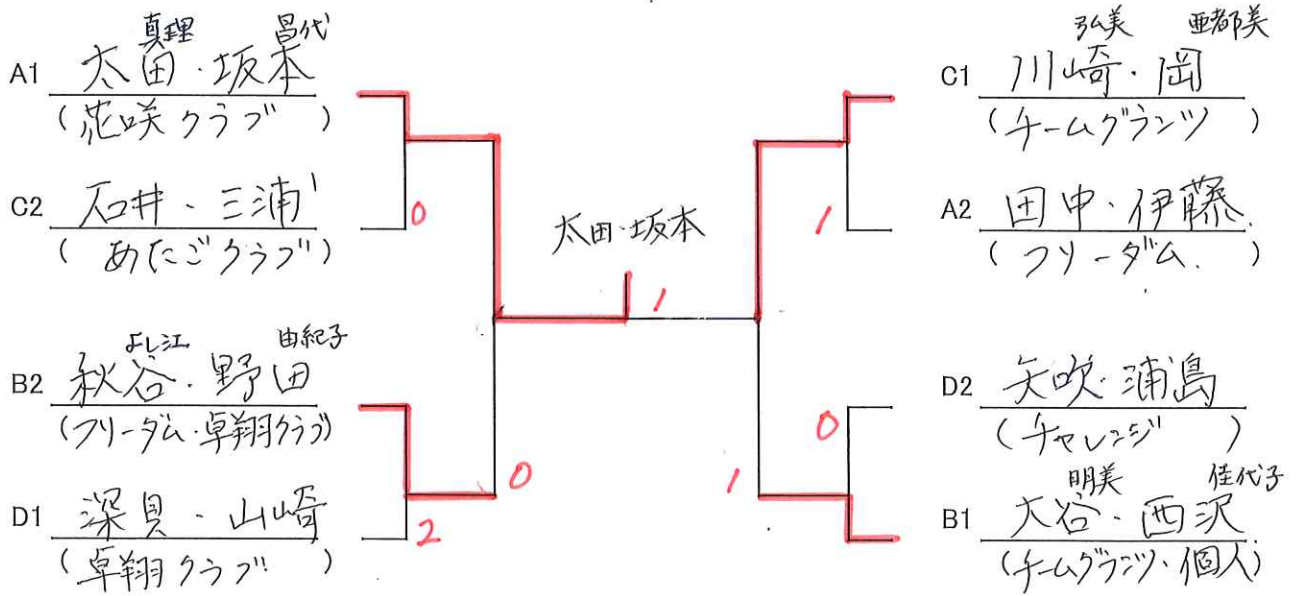 真理 昌代
A1 太田・坂本
(花咲クラブ)
C2 石井・三浦
(あたごクラブ)
よし江 由紀子
B2 秋谷・野田
(フリーダム・卓翔クラブ)
D1 深貝・山崎
(卓翔クラブ)
0
0
2
太田・坂本
1
弘美 亜都美
C1 川崎・岡
(チームグランツ)
A2 田中・伊藤
(フリーダム.)
D2 矢吹・浦島
(チャレンジ)
明美 佳代子
B1 大谷・西沢
(チームグランツ・個人)
1
0
1